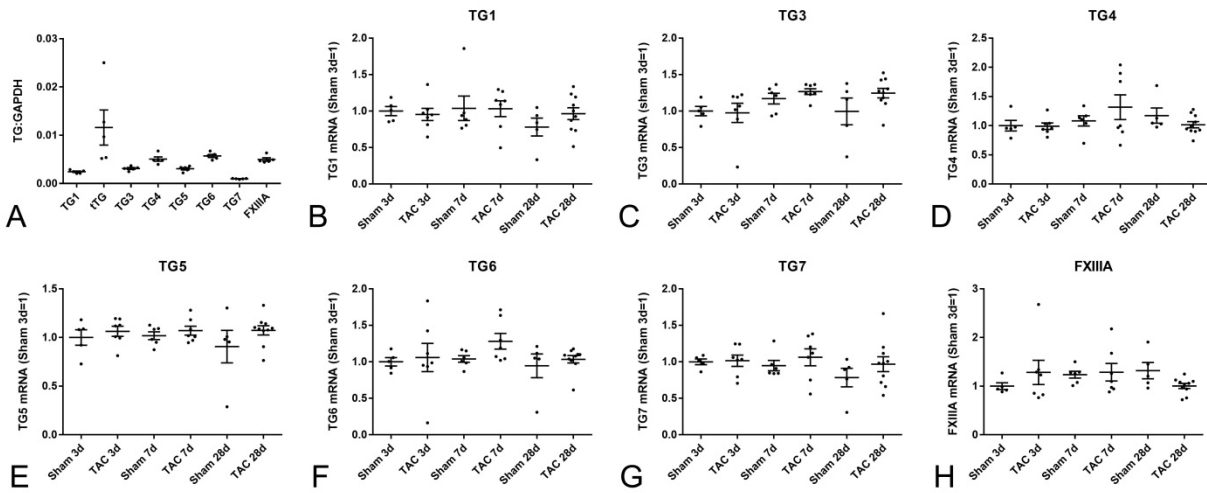 TG1
TG3
TG4
TG:GAPDH
0.03
0.02
0.01
0.00
TG1
tTG
TG3
TG4
TG5
TG6
TG7
FXIIIA
A
TG1 mRNA (Sham 3d=1)
2.0
1.5
1.0
0.5
0.0
Sham 3d
TAC 3d
Sham 7d
TAC 7d
Sham 28d
TAC 28d
B
TG3 mRNA (sham 3d=1)
2.0
1.5
1.0
0.5
0.0
Sham 3d
TAC 3d
Sham 7d
TAC 7d
Sham 28d
TAC 28d
C
TG4 mRNA (Sham 3d=1)
2.5
2.0
1.5
1.0
0.5
0.0
Sham 3d
TAC 3d
Sham 7d
TAC 7d
Sham 28d
TAC 28d
D
TG5
TG6
TG7
FXIIIA
TG5 mRNA (Sham 3d=1)
2.0
1.5
1.0
0.5
0.0
Sham 3d
TAC 3d
Sham 7d
TAC 7d
Sham 28d
TAC 28d
E
TG6 mRNA (Sham 3d=1)
2.0
1.5
1.0
0.5
0.0
Sham 3d
TAC 3d
Sham 7d
TAC 7d
Sham 28d
TAC 28d
F
TG7 mRNA (Sham 3d=1)
2.0
1.5
1.0
0.5
0.0
Sham 3d
TAC 3d
Sham 7d
TAC 7d
Sham 28d
TAC 28d
G
FXIIIA mRNA (Sham 3d=1)
3
2
1
0
Sham 3d
TAC 3d
Sham 7d
TAC 7d
Sham 28d
TAC 28d
H